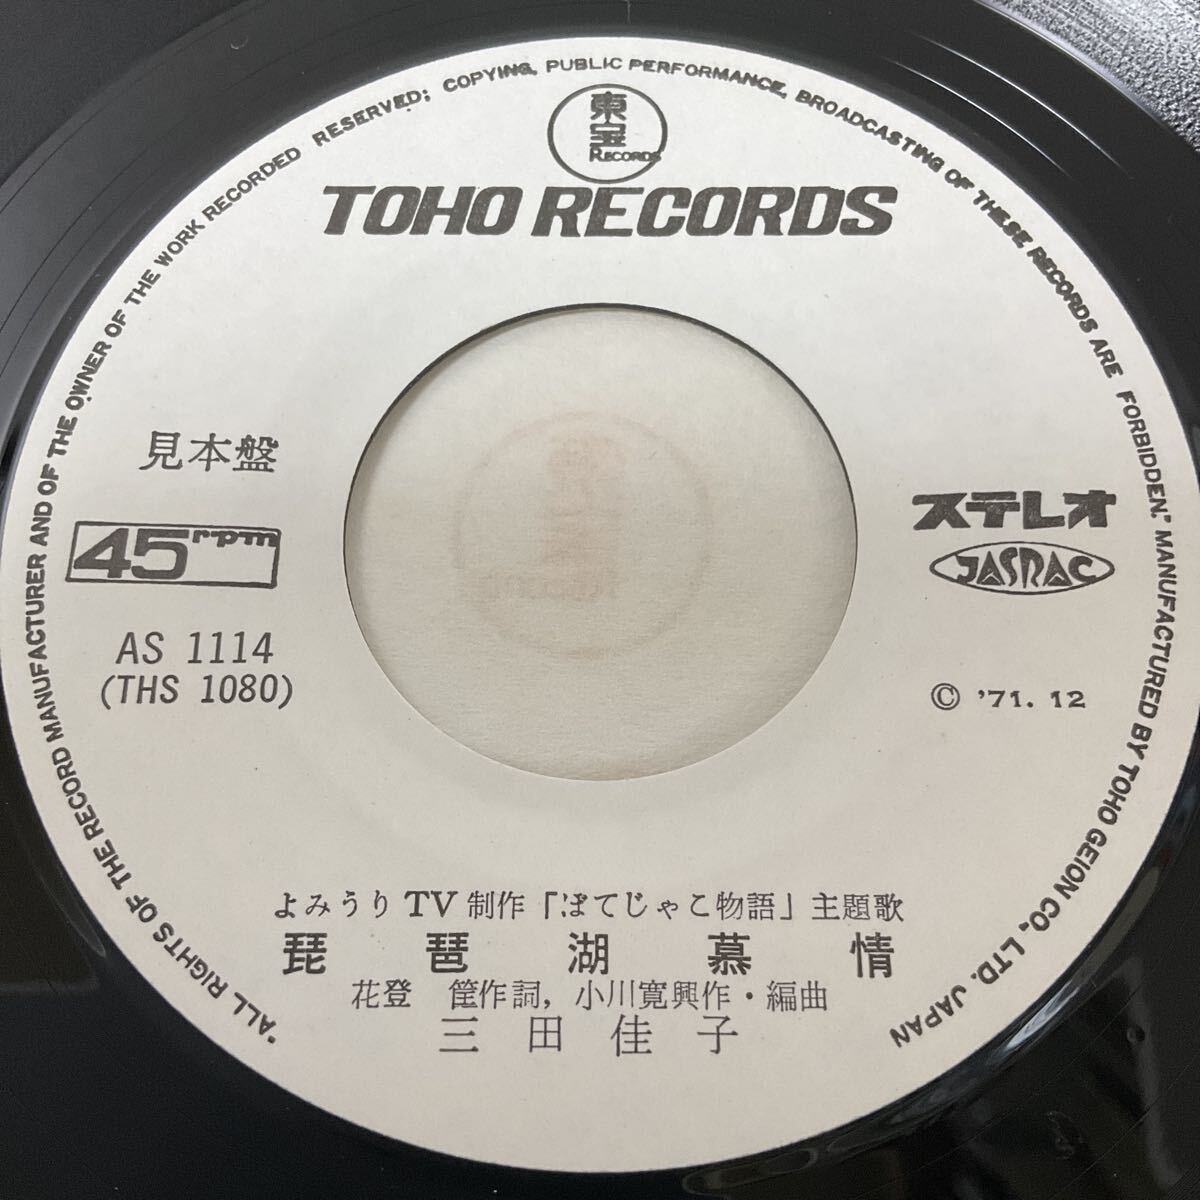 "ALL RIGHTS OF THE RECORD MANUFACTURER AND OF THE OWNER OF THE WORK RECORDED RESERVED; COPYING, PUBLIC PERFORMANCE, BROADCASTING OF THESE RECORDS ARE FORBIDDEN." MANUFACTURED BY TOHO GEION CO., LTD. JAPAN
東宝
RECORDS
TOHO RECORDS
見本盤
45 rpm
AS 1114
(THS 1080)
ステレオ
JASRAC
© '71. 12
よみうり TV 制作「ぼてじゃこ物語」主題歌
琵琶湖慕情
花登 筐作詞, 小川寛興作・編曲
三田佳子